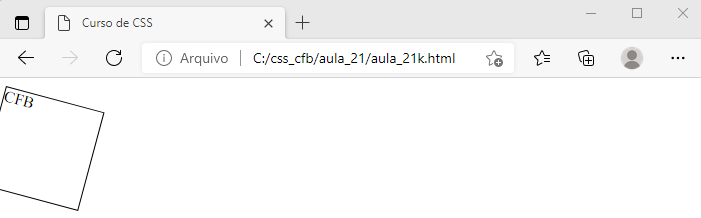 Curso de CSS
Arquivo C:/css_cfb/aula_21/aula_21k.html
CFB